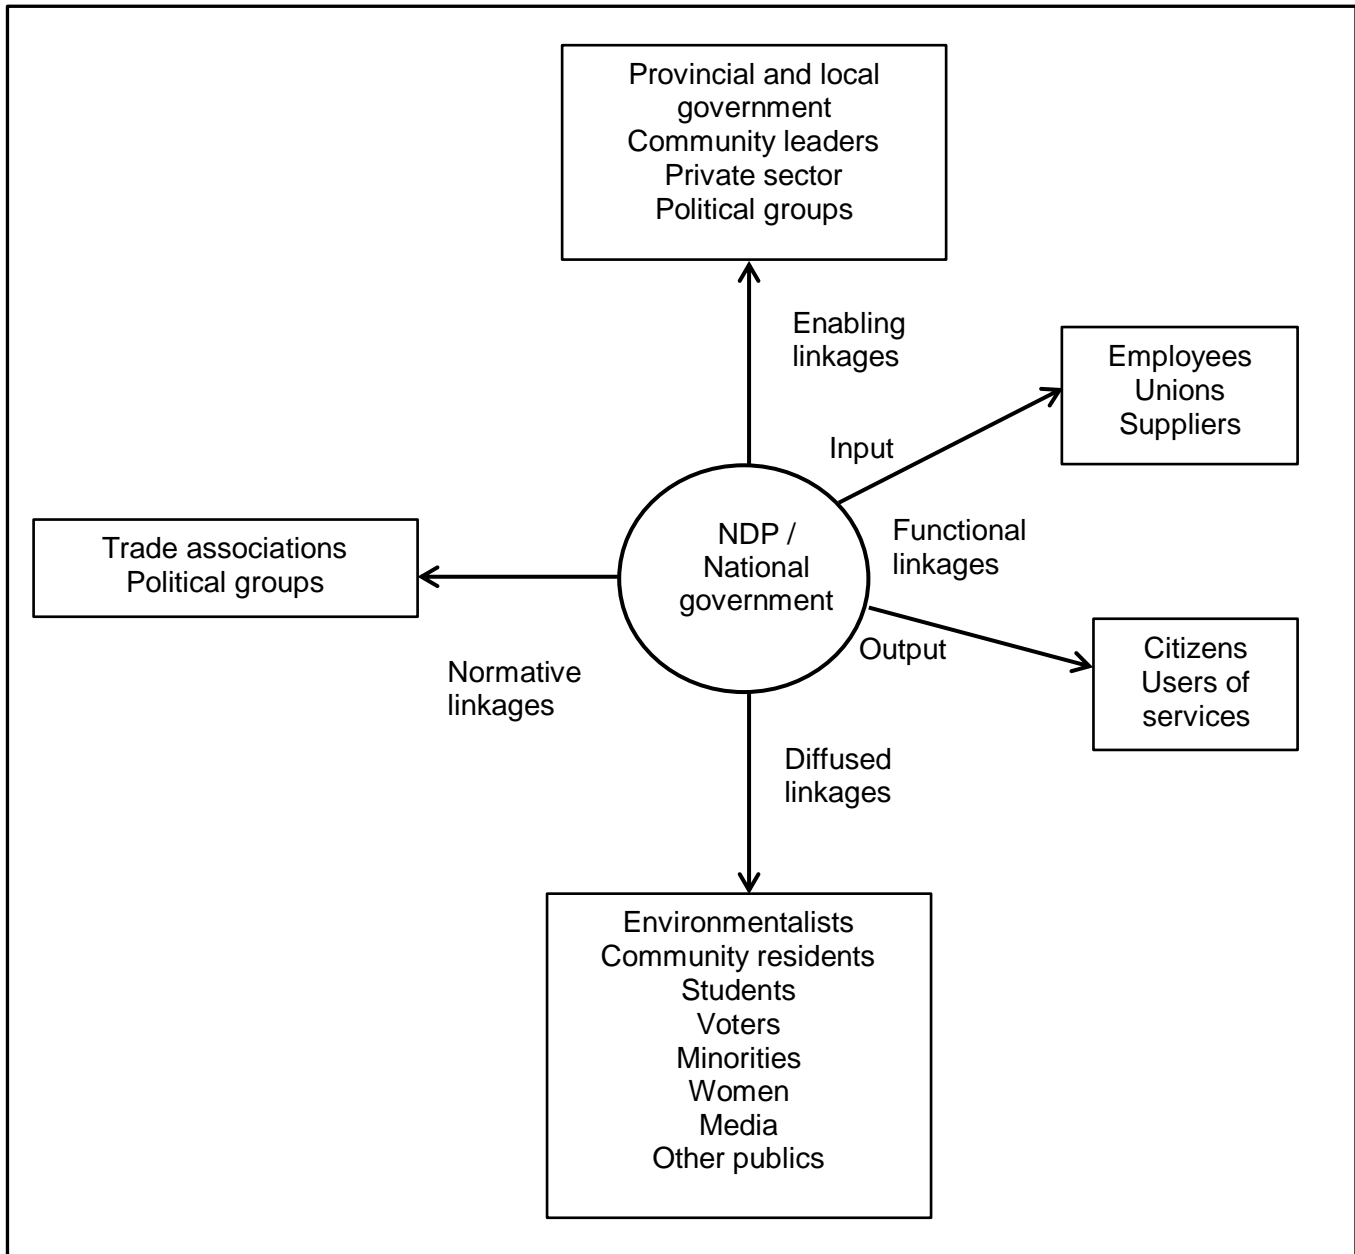 Provincial and local
government
Community leaders
Private sector
Political groups
Enabling
linkages
Employees
Unions
Suppliers
Input
NDP /
National
government
Functional
linkages
Trade associations
Political groups
Normative
linkages
Output
Citizens
Users of
services
Diffused
linkages
Environmentalists
Community residents
Students
Voters
Minorities
Women
Media
Other publics